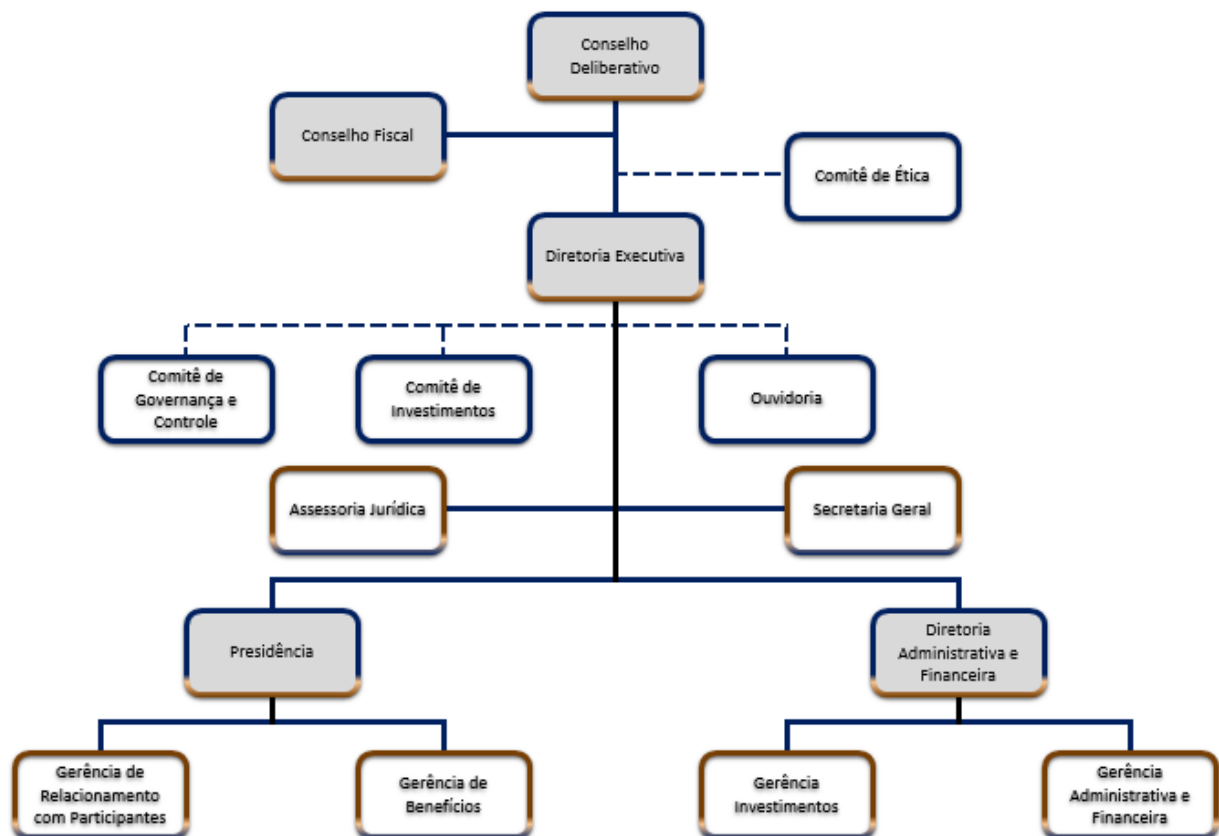 Conselho
Deliberativo
Conselho Fiscal
Comitê de Ética
Diretoria Executiva
Comitê de
Governança e
Controle
Comitê de
Investimentos
Ouvidoria
Assessoria Jurídica
Secretaria Geral
Presidência
Diretoria
Administrativa e
Financeira
Gerência de
Relacionamento
com Participantes
Gerência de
Benefícios
Gerência
Investimentos
Gerência
Administrativa e
Financeira